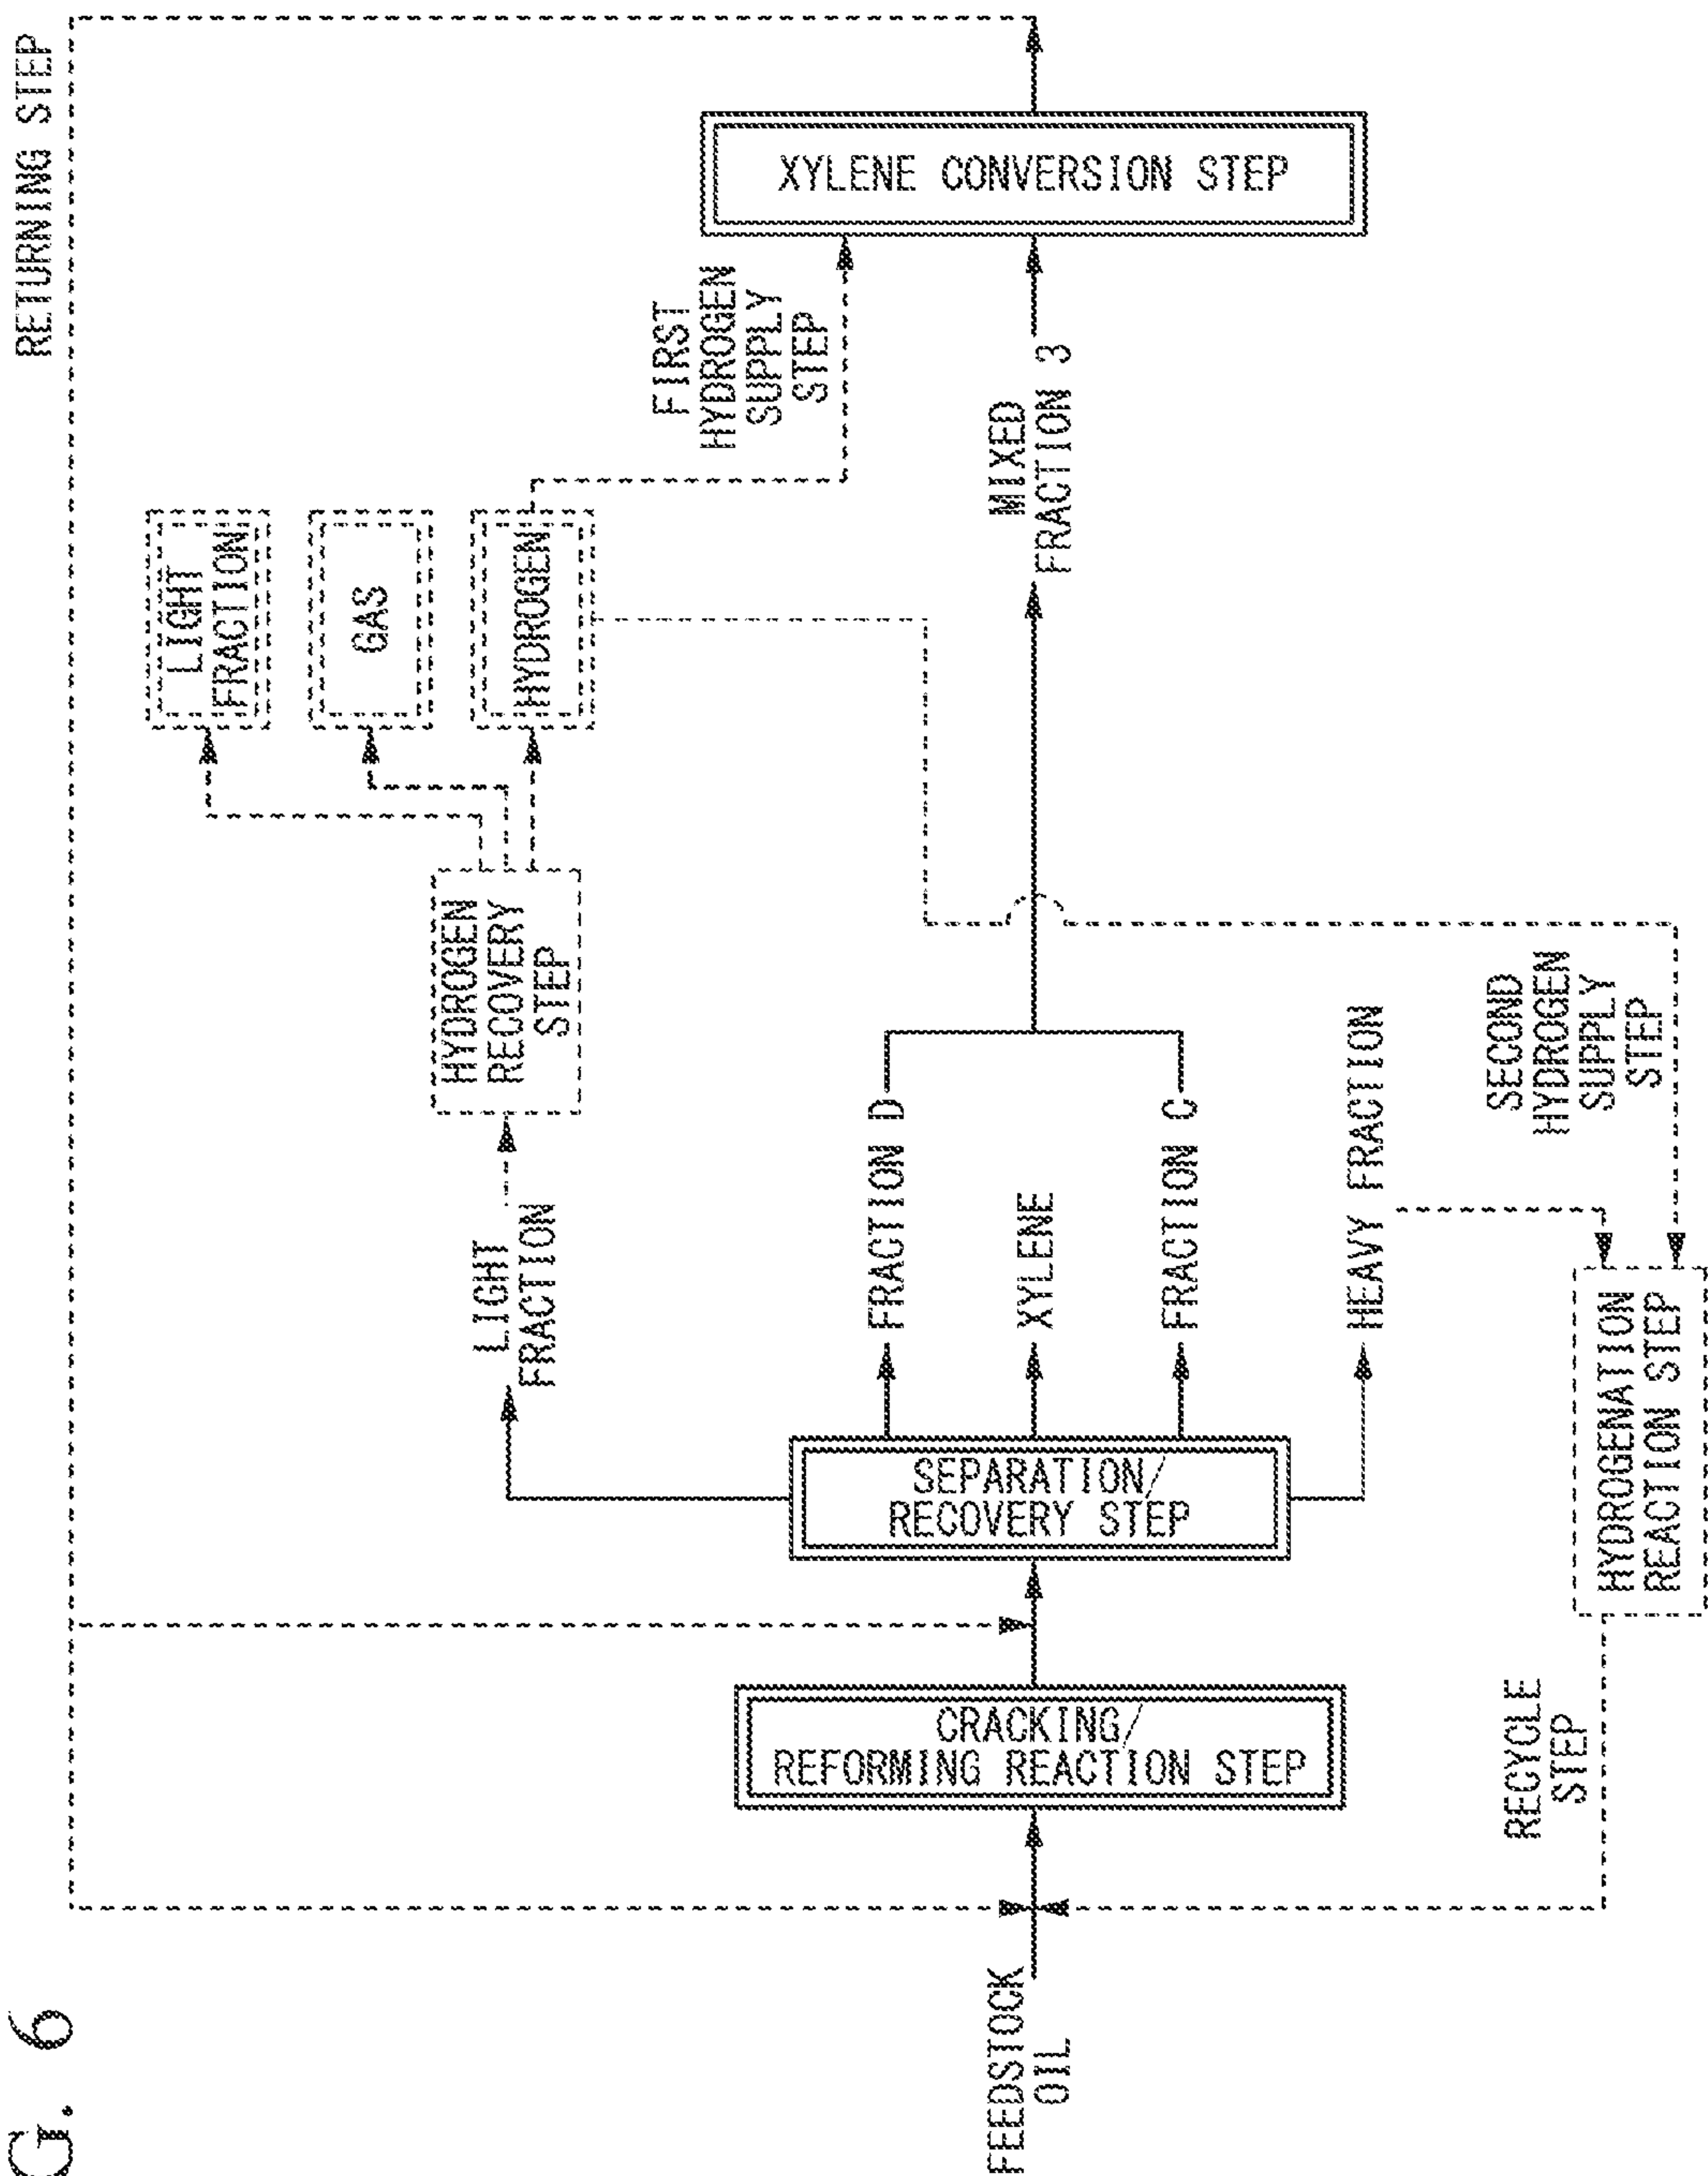 G. 6
RETURNING STEP
LIGHT
FRACTION
GAS
HYDROGEN
FIRST
HYDROGEN
SUPPLY
STEP
HYDROGEN
RECOVERY
STEP
LIGHT
FRACTION
FEEDSTOCK
OIL
CRACKING/
REFORMING REACTION STEP
SEPARATION/
RECOVERY STEP
FRACTION D
XYLENE
FRACTION C
HEAVY FRACTION
MIXED
FRACTION 3
XYLENE CONVERSION STEP
SECOND
HYDROGEN
SUPPLY
STEP
RECYCLE
STEP
HYDROGENATION
REACTION STEP